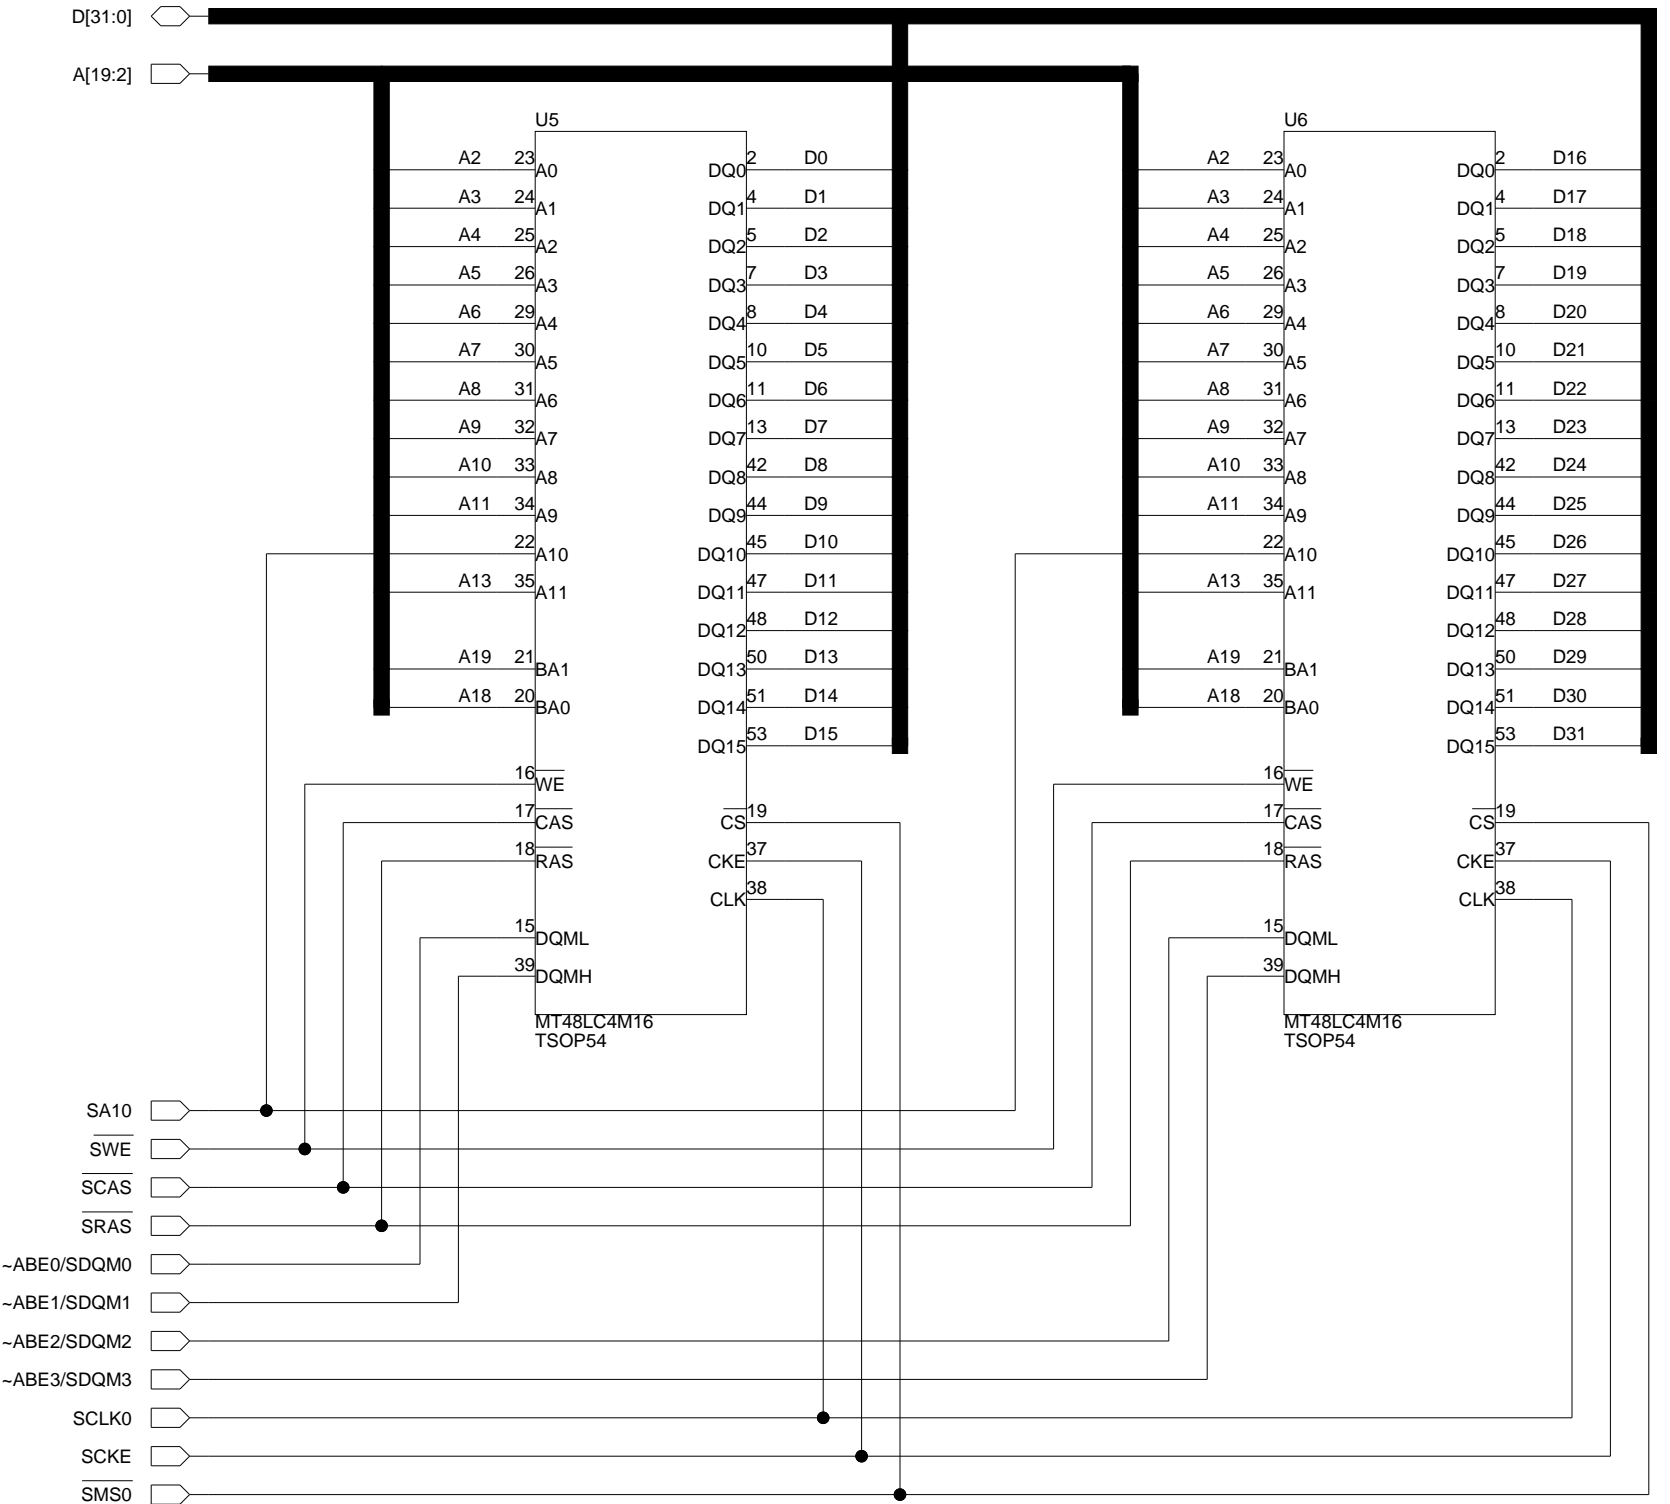 D[31:0]
A[19:2]
U5
U6
A2 23 A0 DQ0 2 D0 A2 23 A0 DQ0 2 D16
A3 24 A1 DQ1 4 D1 A3 24 A1 DQ1 4 D17
A4 25 A2 DQ2 5 D2 A4 25 A2 DQ2 5 D18
A5 26 A3 DQ3 7 D3 A5 26 A3 DQ3 7 D19
A6 29 A4 DQ4 8 D4 A6 29 A4 DQ4 8 D20
A7 30 A5 DQ5 10 D5 A7 30 A5 DQ5 10 D21
A8 31 A6 DQ6 11 D6 A8 31 A6 DQ6 11 D22
A9 32 A7 DQ7 13 D7 A9 32 A7 DQ7 13 D23
A10 33 A8 DQ8 42 D8 A10 33 A8 DQ8 42 D24
A11 34 A9 DQ9 44 D9 A11 34 A9 DQ9 44 D25
22 A10 DQ10 45 D10 22 A10 DQ10 45 D26
A13 35 A11 DQ11 47 D11 A13 35 A11 DQ11 47 D27
DQ12 48 D12 DQ12 48 D28
A19 21 BA1 DQ13 50 D13 A19 21 BA1 DQ13 50 D29
A18 20 BA0 DQ14 51 D14 A18 20 BA0 DQ14 51 D30
DQ15 53 D15 DQ15 53 D31
16 WE 16 WE
17 CAS CS 19 17 CAS CS 19
18 RAS CKE 37 18 RAS CKE 37
CLK 38 CLK 38
15 DQML 15 DQML
39 DQMH 39 DQMH
MT48LC4M16 MT48LC4M16
TSOP54 TSOP54
SA10
SWE
SCAS
SRAS
~ABE0/SDQM0
~ABE1/SDQM1
~ABE2/SDQM2
~ABE3/SDQM3
SCLK0
SCKE
SMS0